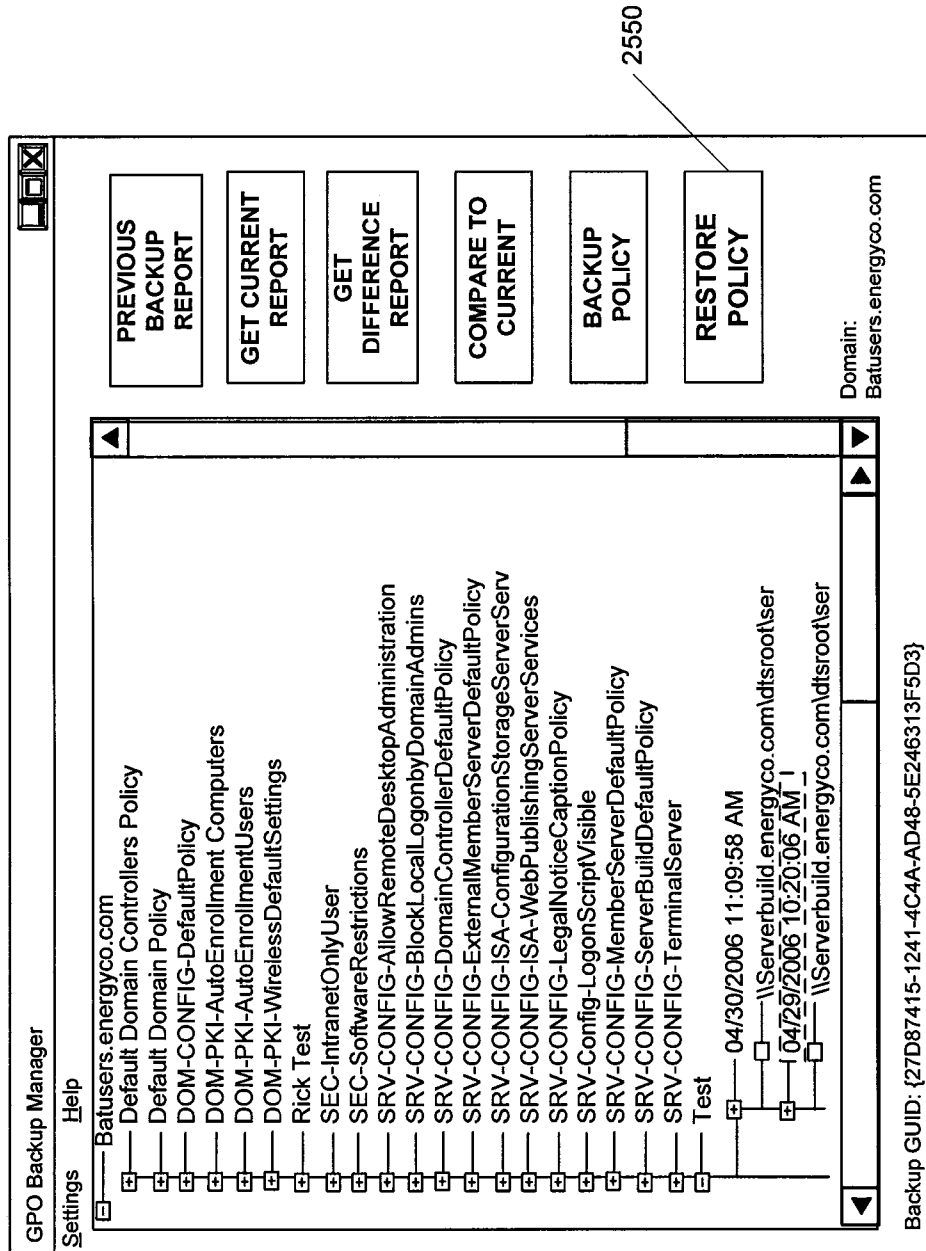 GPO Backup Manager
Settings Help
Batusers.energyco.com
Default Domain Controllers Policy
Default Domain Policy
DOM-CONFIG-DefaultPolicy
DOM-PKI-AutoEnrollment Computers
DOM-PKI-AutoEnrollmentUsers
DOM-PKI-WirelessDefaultSettings
Rick Test
SEC-IntranetOnlyUser
SEC-SoftwareRestrictions
SRV-CONFIG-AllowRemoteDesktopAdministration
SRV-CONFIG-BlockLocalLogonbyDomainAdmins
SRV-CONFIG-DomainControllerDefaultPolicy
SRV-CONFIG-ExternalMemberServerDefaultPolicy
SRV-CONFIG-ISA-ConfigurationStorageServerServ
SRV-CONFIG-ISA-WebPublishingServerServices
SRV-CONFIG-LegalNoticeCaptionPolicy
SRV-Config-LogonScriptVisible
SRV-CONFIG-MemberServerDefaultPolicy
SRV-CONFIG-ServerBuildDefaultPolicy
SRV-CONFIG-TerminalServer
Test
04/30/2006 11:09:58 AM
\\Serverbuild.energyco.com\dtsroot\ser
04/29/2006 10:20:06 AM
\\Serverbuild.energyco.com\dtsroot\ser
PREVIOUS
BACKUP
REPORT
GET CURRENT
REPORT
GET
DIFFERENCE
REPORT
COMPARE TO
CURRENT
BACKUP
POLICY
RESTORE
POLICY
2550
Domain:
Batusers.energyco.com
Backup GUID: {27D87415-1241-4C4A-AD48-5E246313F5D3}